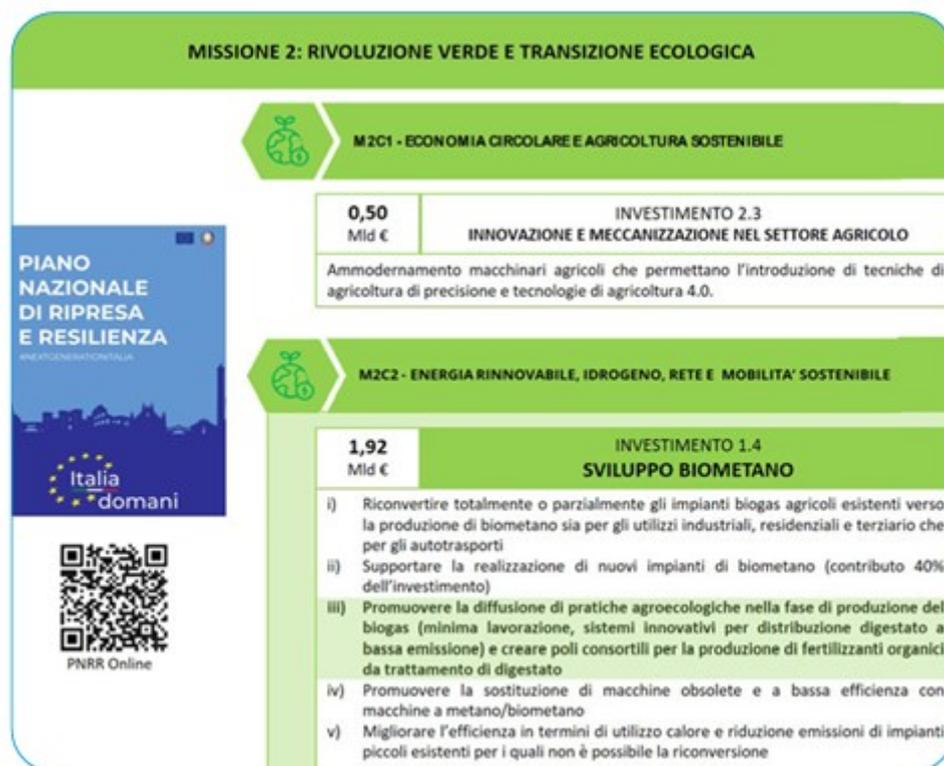 MISSIONE 2: RIVOLUZIONE VERDE E TRANSIZIONE ECOLOGICA
M2C1 - ECONOMIA CIRCOLARE E AGRICOLTURA SOSTENIBILE
0,50
Mld €
INVESTIMENTO 2.3
INNOVAZIONE E MECCANIZZAZIONE NEL SETTORE AGRICOLO
Ammodernamento macchinari agricoli che permettano l'introduzione di tecniche di
agricoltura di precisione e tecnologie di agricoltura 4.0.
PIANO
NAZIONALE
DI RIPRESA
E RESILIENZA
#NEXTGENERATIONITALIA
Italia
domani
PNRR Online
M2C2 - ENERGIA RINNOVABILE, IDROGENO, RETE E MOBILITA' SOSTENIBILE
1,92
Mld €
INVESTIMENTO 1.4
SVILUPPO BIOMETANO
i) Riconvertire totalmente o parzialmente gli impianti biogas agricoli esistenti verso
la produzione di biometano sia per gli utilizzi industriali, residenziali e terziario che
per gli autotrasporti
ii) Supportare la realizzazione di nuovi impianti di biometano (contributo 40%
dell'investimento)
iii) Promuovere la diffusione di pratiche agroecologiche nella fase di produzione del
biogas (minima lavorazione, sistemi innovativi per distribuzione digestato a
bassa emissione) e creare poli consortili per la produzione di fertilizzanti organici
da trattamento di digestato
iv) Promuovere la sostituzione di macchine obsolete e a bassa efficienza con
macchine a metano/biometano
v) Migliorare l'efficienza in termini di utilizzo calore e riduzione emissioni di impianti
piccoli esistenti per i quali non è possibile la riconversione